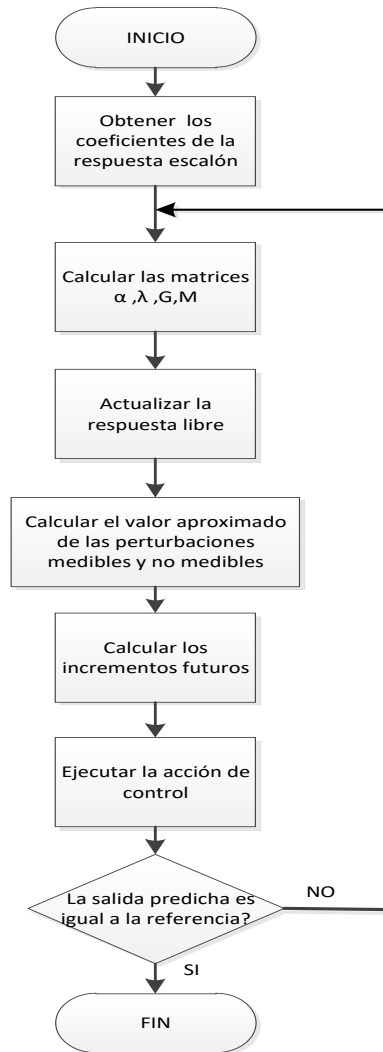 INICIO
Obtener los
coeficientes de la
respuesta escalón
Calcular las matrices
α ,λ ,G,M
Actualizar la
respuesta libre
Calcular el valor aproximado
de las perturbaciones
medibles y no medibles
Calcular los
incrementos futuros
Ejecutar la acción de
control
La salida predicha es
igual a la referencia?
NO
SI
FIN